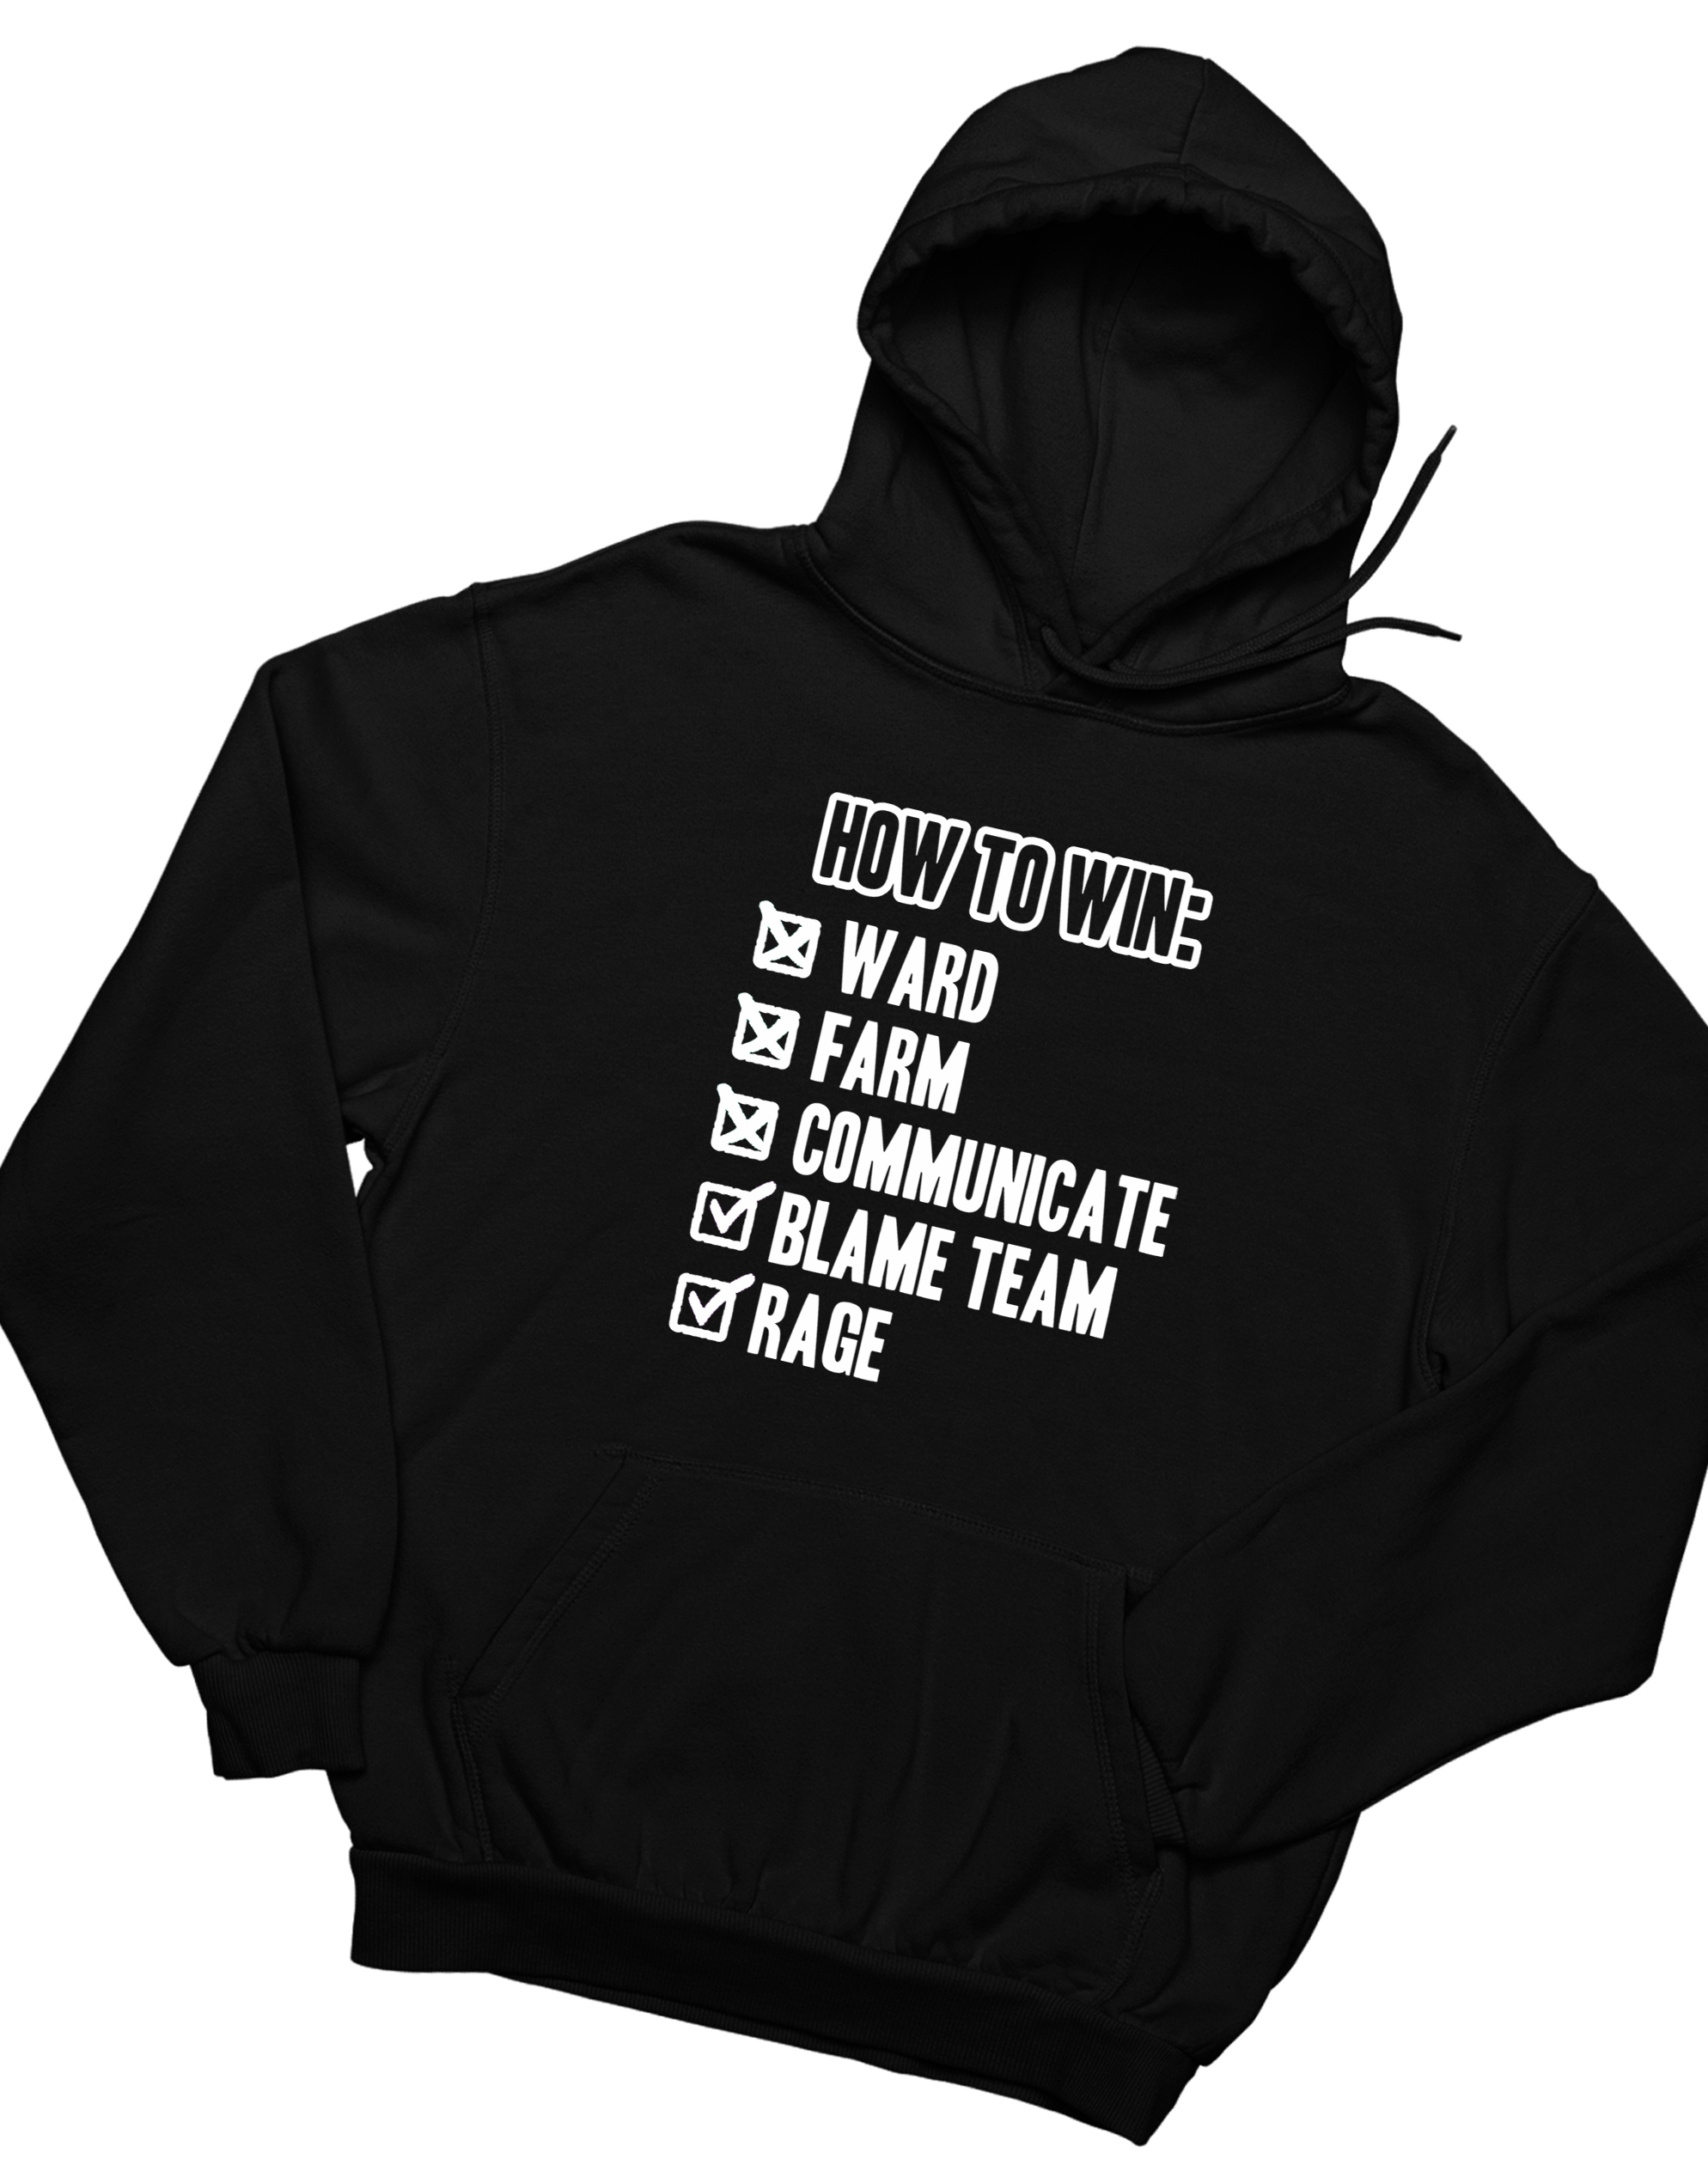 HOW TO WIN:
WARD
FARM
COMMUNICATE
BLAME TEAM
RAGE